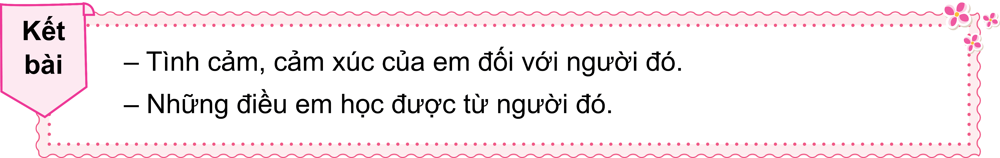 Kết
bài
– Tình cảm, cảm xúc của em đối với người đó.
– Những điều em học được từ người đó.